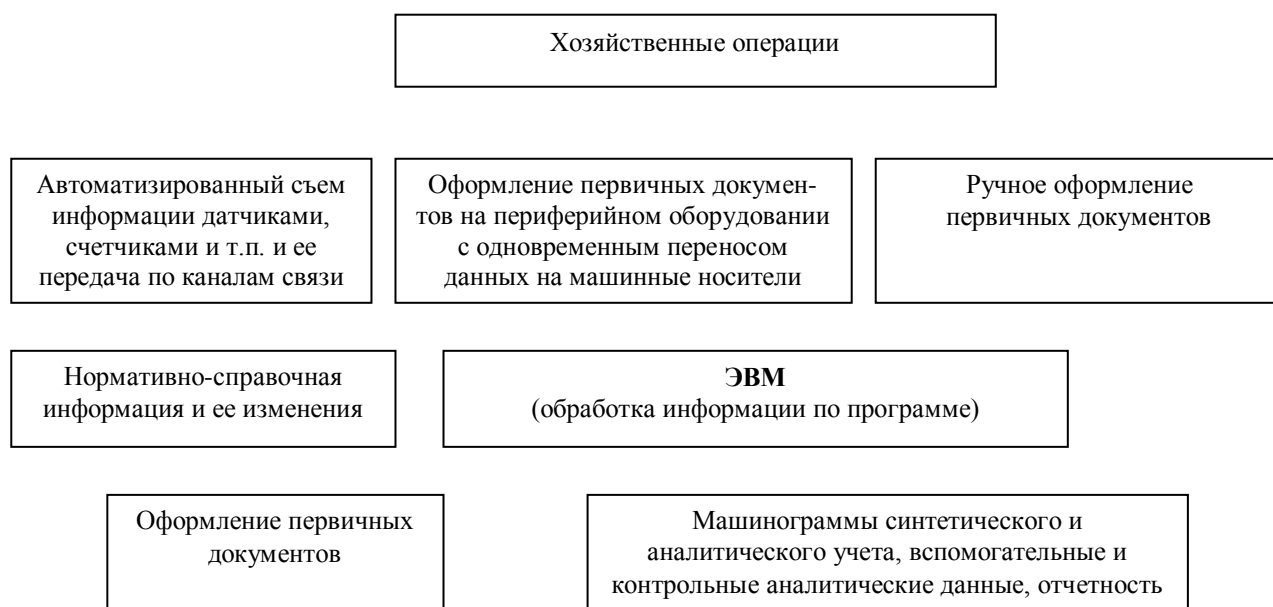 Хозяйственные операции
Автоматизированный съем
информации датчиками,
счетчиками и т.п. и ее
передача по каналам связи
Оформление первичных докумен-
тов на периферийном оборудовании
с одновременным переносом
данных на машинные носители
Ручное оформление
первичных документов
Нормативно-справочная
информация и ее изменения
ЭВМ
(обработка информации по программе)
Оформление первичных
документов
Машинограммы синтетического и
аналитического учета, вспомогательные и
контрольные аналитические данные, отчетность